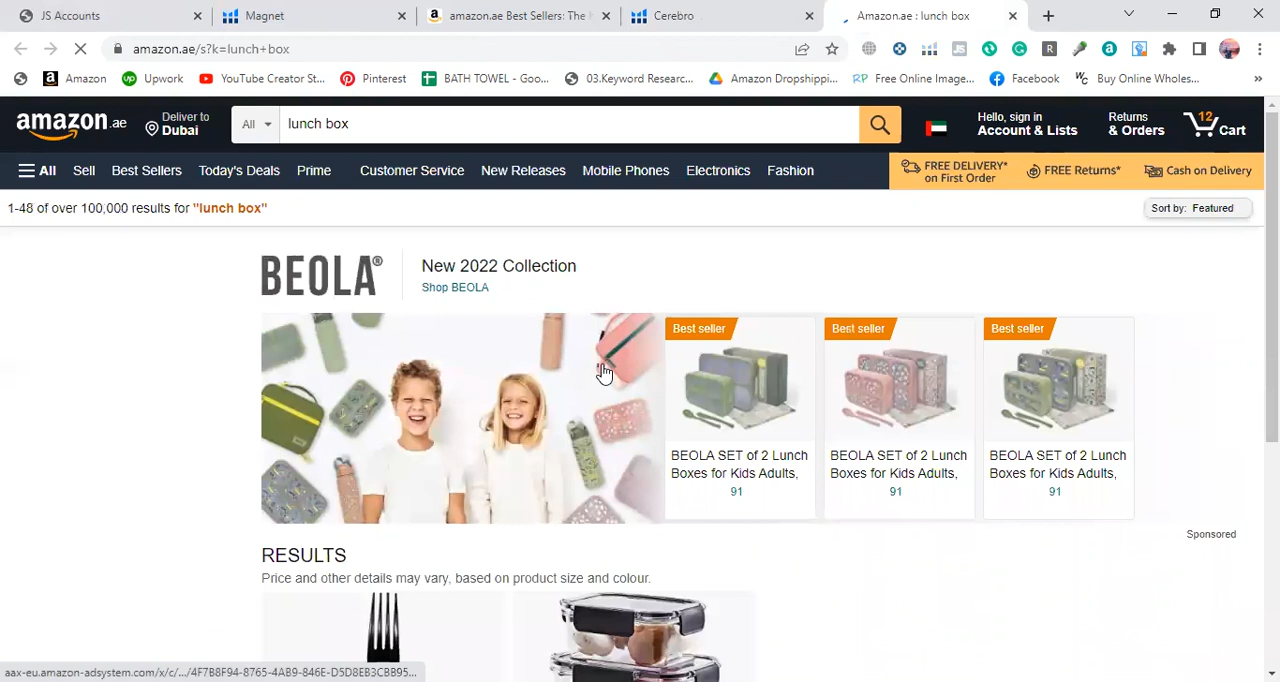 JS Accounts
Magnet
amazon.ae Best Sellers: The
Cerebro
Amazon.ae : lunch box
amazon.ae/s?k=lunch+box
Amazon
Upwork
YouTube Creator St...
Pinterest
BATH TOWEL - Goo...
03.Keyword Researc...
Amazon Dropshippi...
RP Free Online Image...
Facebook
Buy Online Wholes...
amazon.ae
Deliver to
Dubai
All
lunch box
Hello, sign in
Account & Lists
Returns
& Orders
12
Cart
All
Sell
Best Sellers
Today's Deals
Prime
Customer Service
New Releases
Mobile Phones
Electronics
Fashion
FREE DELIVERY*
on First Order
FREE Returns*
Cash on Delivery
1-48 of over 100,000 results for "lunch box"
Sort by: Featured
BEOLA®
New 2022 Collection
Shop BEOLA
Best seller
Best seller
Best seller
BEOLA SET of 2 Lunch
Boxes for Kids Adults,
91
BEOLA SET of 2 Lunch
Boxes for Kids Adults,
91
BEOLA SET of 2 Lunch
Boxes for Kids Adults,
91
Sponsored
RESULTS
Price and other details may vary, based on product size and colour.
aax-eu.amazon-adsystem.com/x/c/.../4F7B8F94-8765-4AB9-846E-D5D8EB3CBB95...